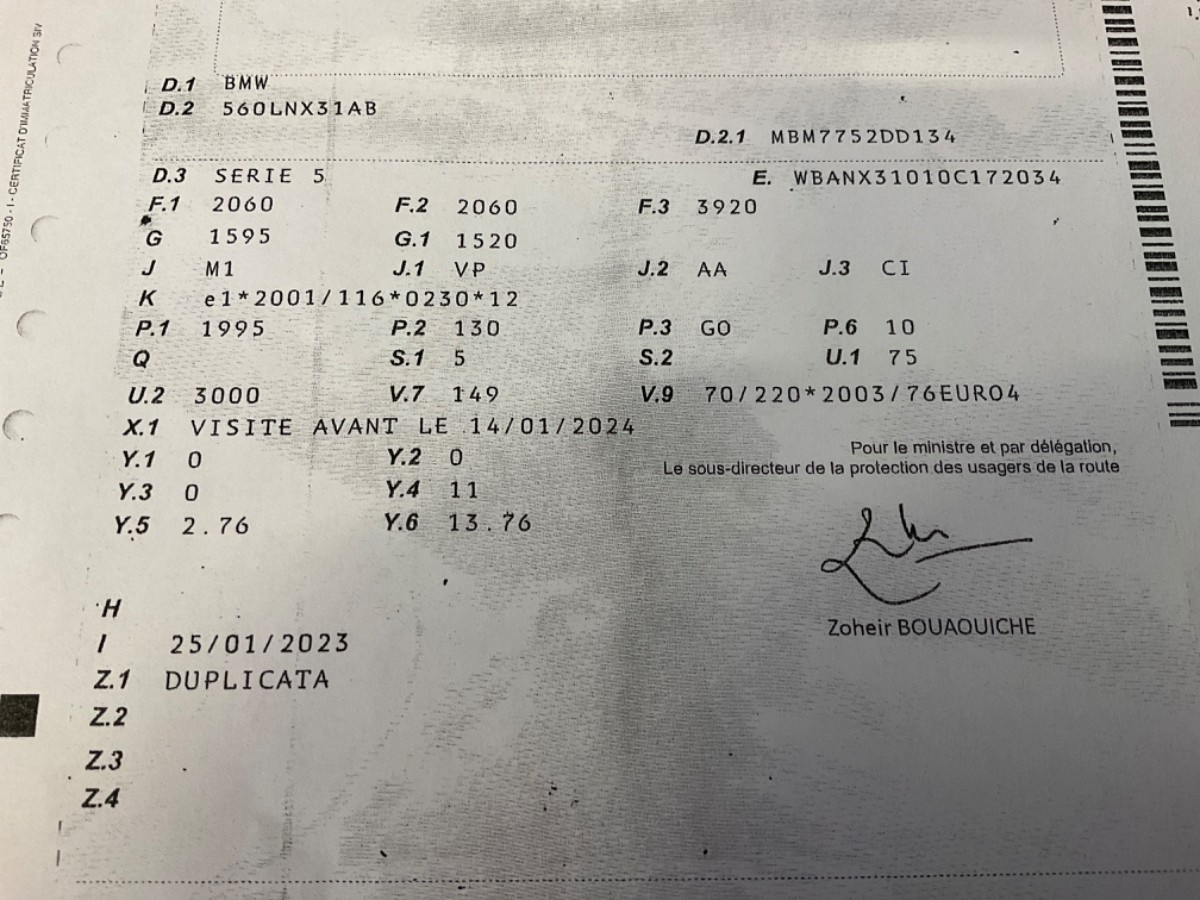 D.1 BMW
D.2 560LNX31AB
D.2.1 MBM7752DD134
D.3 SERIE 5 E. WBANX31010C172034
F.1 2060 F.2 2060 F.3 3920
G 1595 G.1 1520
J M1 J.1 VP J.2 AA J.3 CI
K e1*2001/116*0230*12
P.1 1995 P.2 130 P.3 GO P.6 10
Q S.1 5 S.2 U.1 75
U.2 3000 V.7 149 V.9 70/220*2003/76EURO4
X.1 VISITE AVANT LE 14/01/2024
Y.1 0 Y.2 0
Y.3 0 Y.4 11
Y.5 2.76 Y.6 13.76
Pour le ministre et par délégation,
Le sous-directeur de la protection des usagers de la route
Zoheir BOUAOUICHE
H
I 25/01/2023
Z.1 DUPLICATA
Z.2
Z.3
Z.4
OF65750 - I - CERTIFICAT D'IMMATRICULATION SIV